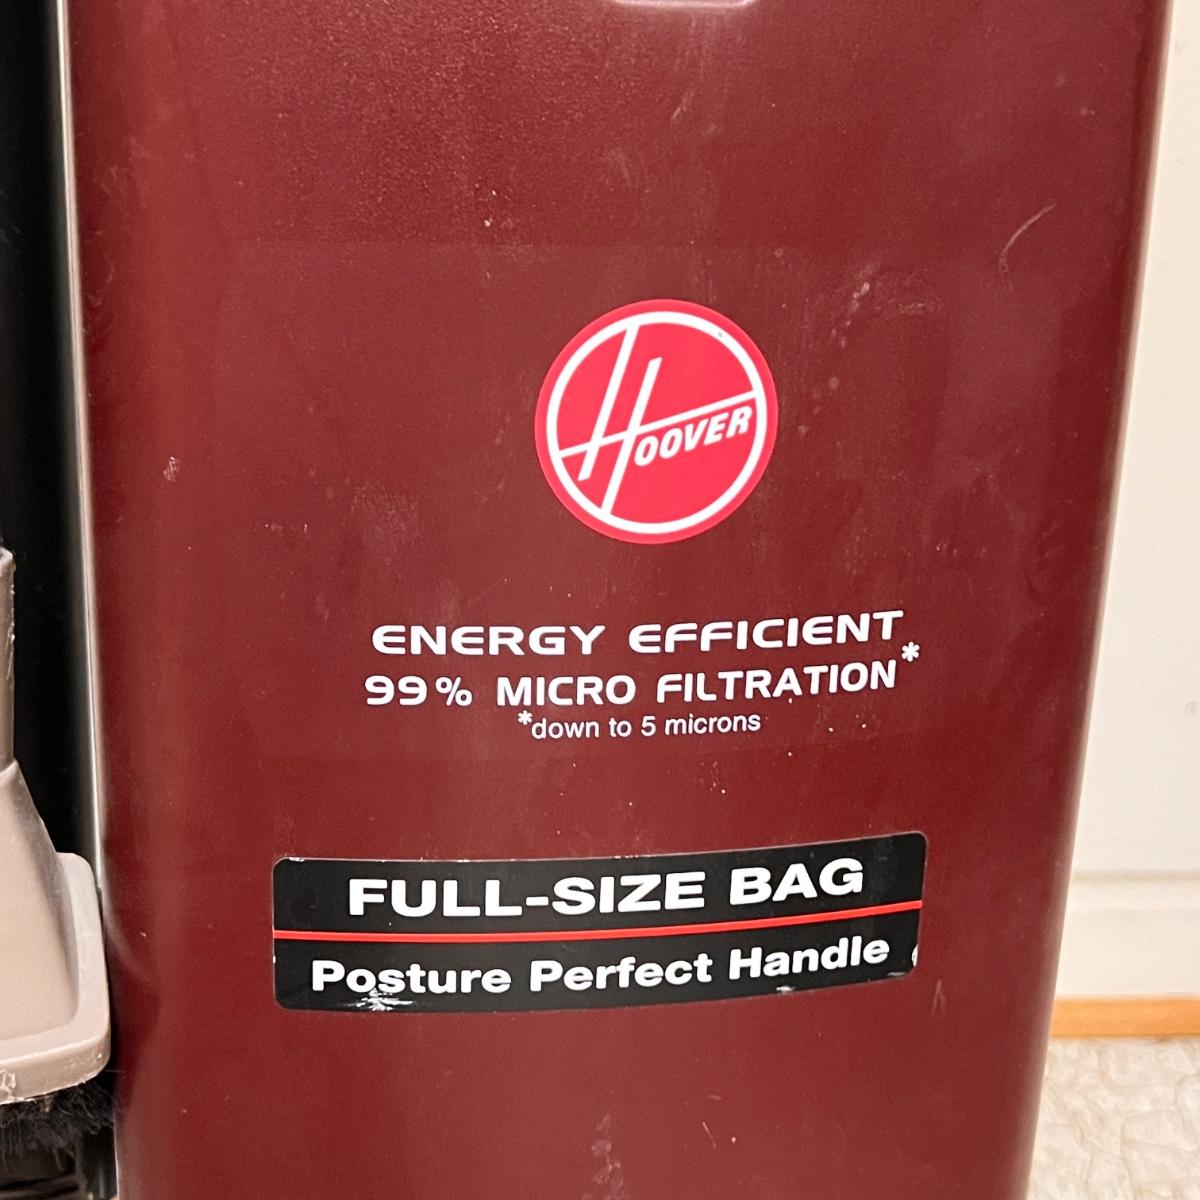 HOOVER
ENERGY EFFICIENT
99% MICRO FILTRATION*
*down to 5 microns
FULL-SIZE BAG
Posture Perfect Handle